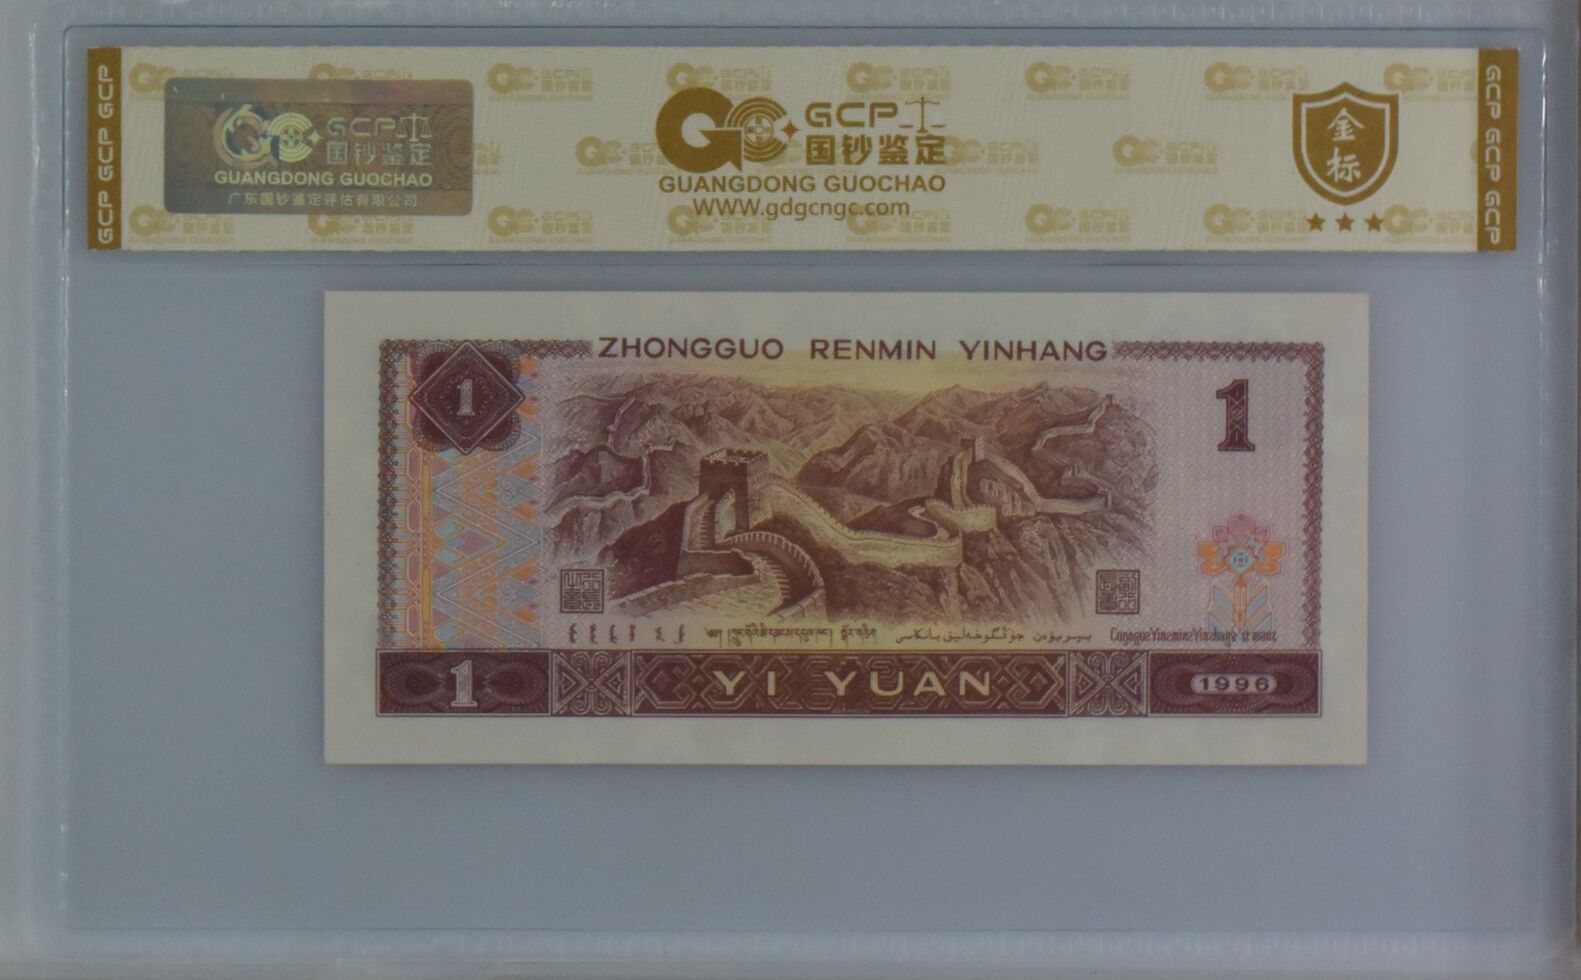 GCP GCP GCP
GCP
国钞鉴定
GUANGDONG GUOCHAO
广东国钞鉴定评估有限公司
GCP
国钞鉴定
GUANGDONG GUOCHAO
WWW.gdgcngc.com
金标
GCP GCP GCP
ZHONGGUO RENMIN YINHANG
1
1
1
YI YUAN
1996